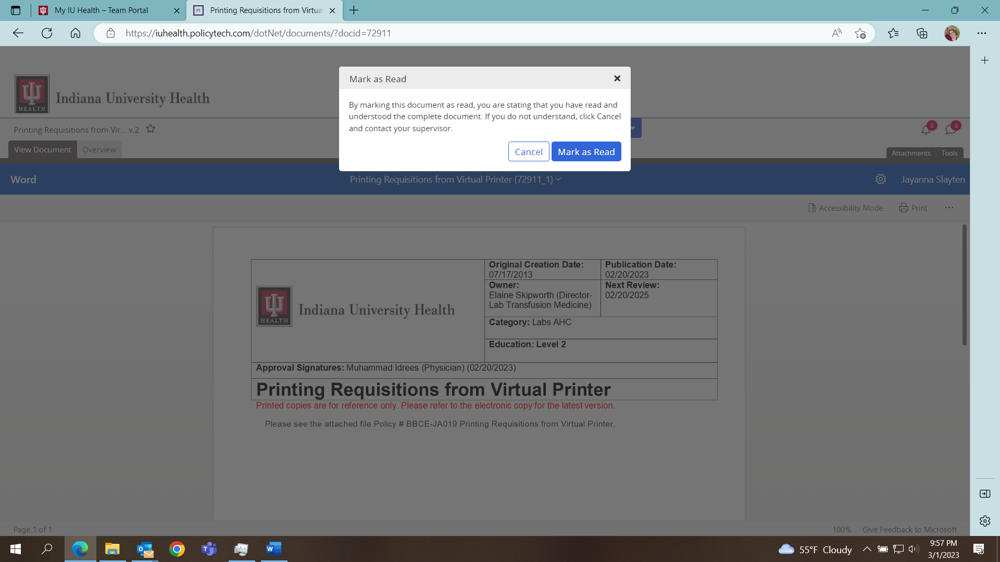 My IU Health – Team Portal
PT
Printing Requisitions from Virtua
https://iuhealth.policytech.com/dotNet/documents/?docid=72911
HEALTH
Indiana University Health
Mark as Read
By marking this document as read, you are stating that you have read and
understood the complete document. If you do not understand, click Cancel
and contact your supervisor.
Cancel
Mark as Read
Printing Requisitions from Vir... v.2
2
2
View Document
Overview
Attachments
Tools
Word
Printing Requisitions from Virtual Printer (72911_1)
Jayanna Slayten
Accessibility Mode
Print
HEALTH
Indiana University Health
Original Creation Date:
07/17/2013
Publication Date:
02/20/2023
Owner:
Elaine Skipworth (Director-
Lab Transfusion Medicine)
Next Review:
02/20/2025
Category: Labs AHC
Education: Level 2
Approval Signatures: Muhammad Idrees (Physician) (02/20/2023)
Printing Requisitions from Virtual Printer
Printed copies are for reference only. Please refer to the electronic copy for the latest version.
Please see the attached file Policy # BBCE-JA019 Printing Requisitions from Virtual Printer.
Page 1 of 1
100%
Give Feedback to Microsoft
55°F Cloudy
9:57 PM
3/1/2023